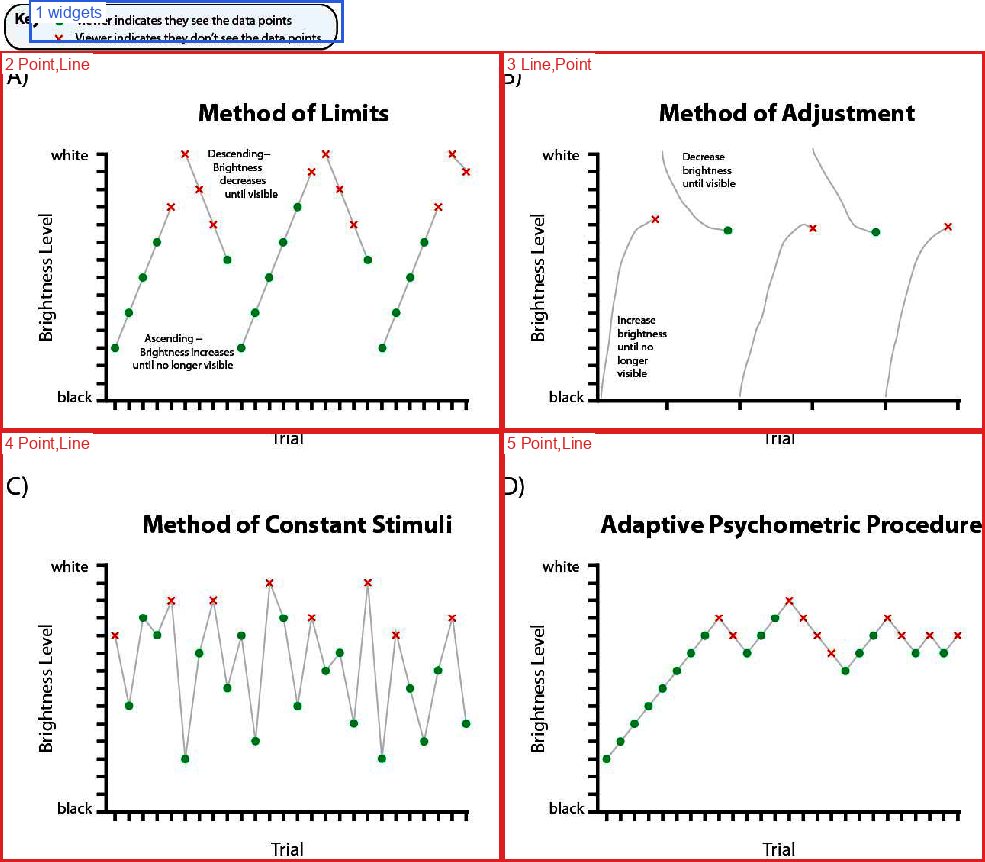 1 widgets
Key
Viewer indicates they see the data points
Viewer indicates they don't see the data points
2 Point,Line
3 Line,Point
A)
B)
Method of Limits
Method of Adjustment
white
Descending–
Brightness
decreases
until visible
Brightness Level
Ascending –
Brightness increases
until no longer visible
black
Trial
white
Decrease
brightness
until visible
Brightness Level
Increase
brightness
until no
longer
visible
black
Trial
4 Point,Line
5 Point,Line
C)
D)
Method of Constant Stimuli
Adaptive Psychometric Procedure
white
Brightness Level
black
Trial
white
Brightness Level
black
Trial